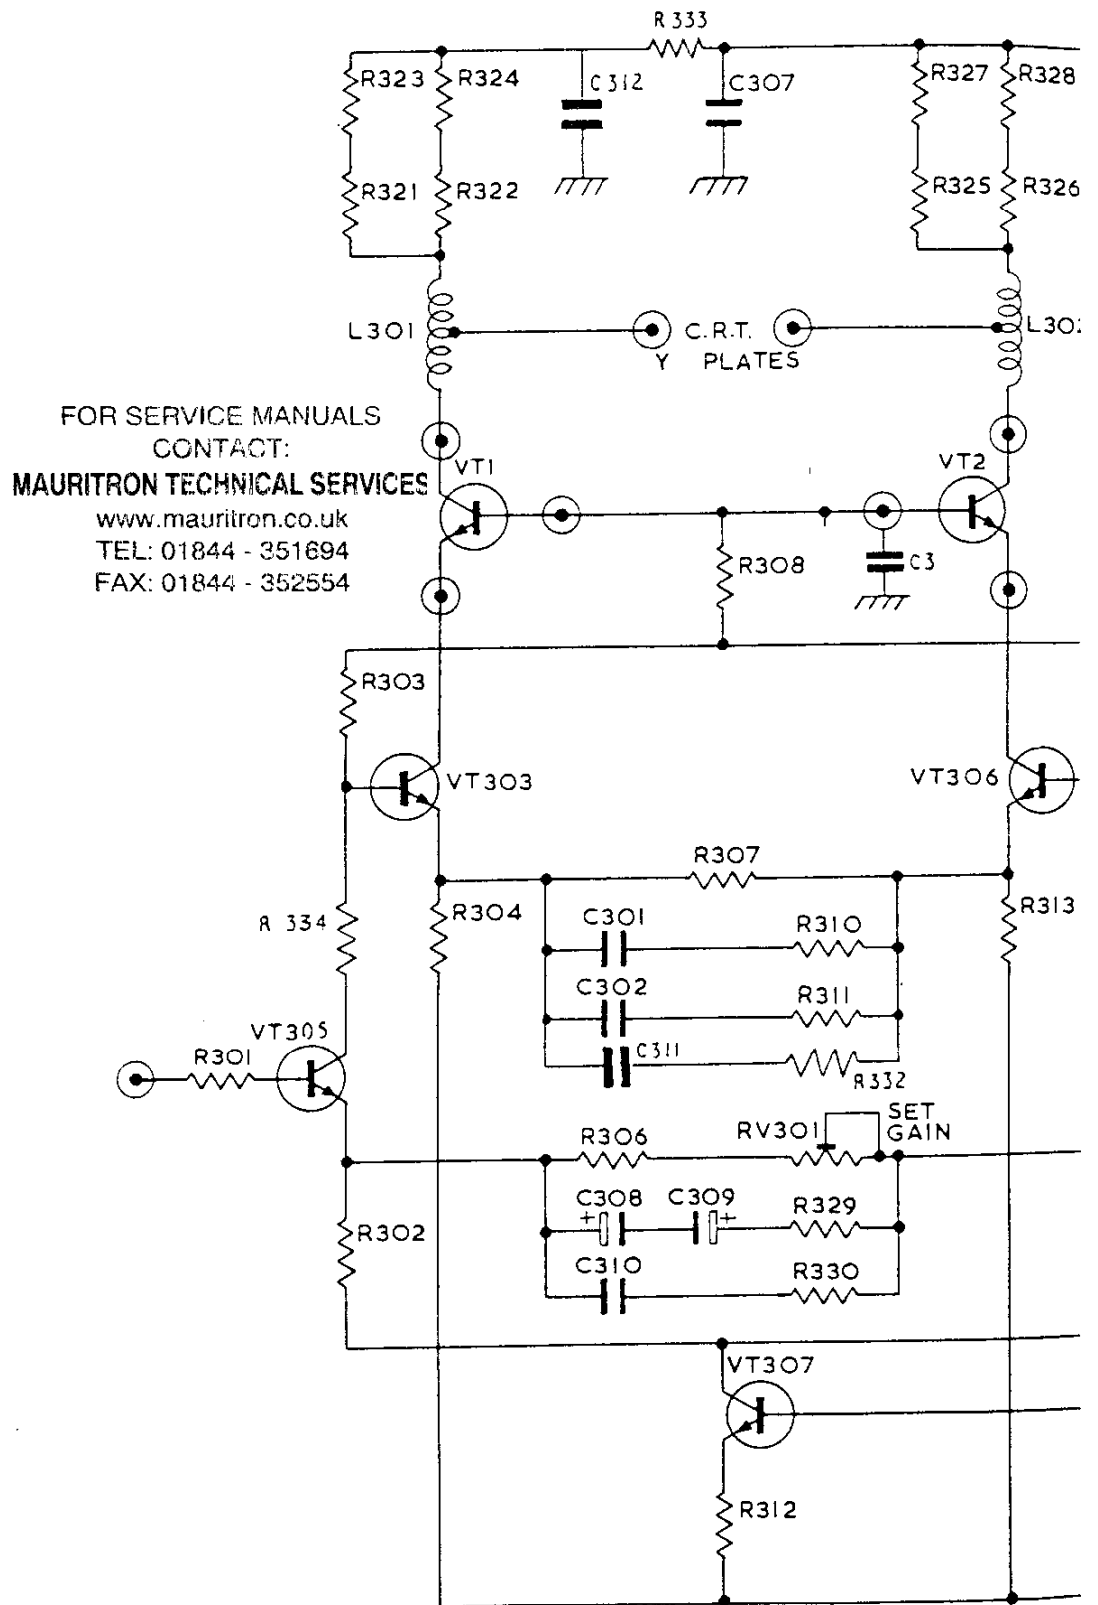 R 333
R323
R324
C312
C307
R327
R328
R321
R322
R325
R326
L301
C.R.T.
Y PLATES
FOR SERVICE MANUALS
CONTACT:
MAURITRON TECHNICAL SERVICES
www.mauritron.co.uk
TEL: 01844 - 351694
FAX: 01844 - 352554
VT1
VT2
R308
C3
R303
VT303
VT306
R307
R304
R313
R 334
C301
R310
C302
R311
VT305
R301
C311
R332
SET
GAIN
R306
RV301
C308
C309
R329
+
+
R302
C310
R330
VT307
R312